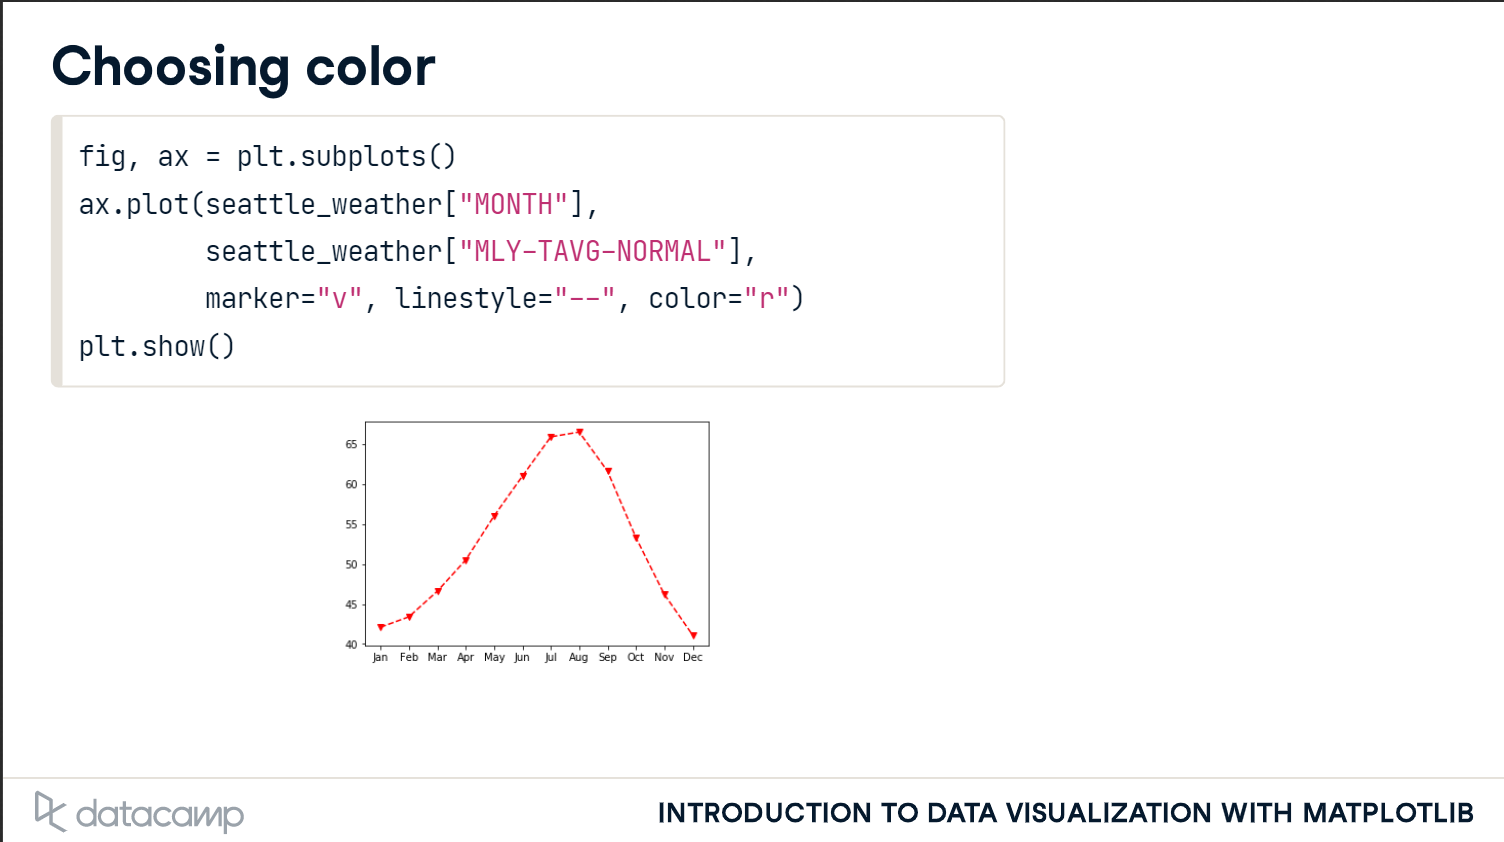 Choosing color
fig, ax = plt.subplots()
ax.plot(seattle_weather["MONTH"],
        seattle_weather["MLY-TAVG-NORMAL"],
        marker="v", linestyle="--", color="r")
plt.show()
65
60
55
50
45
40
Jan Feb Mar Apr May Jun Jul Aug Sep Oct Nov Dec
datacamp
INTRODUCTION TO DATA VISUALIZATION WITH MATPLOTLIB